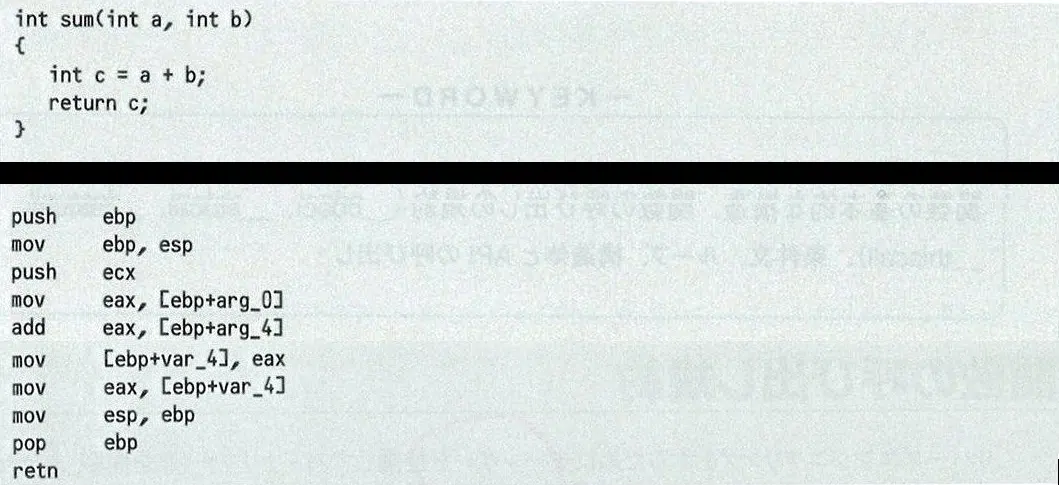 int sum(int a, int b)
{
int c = a + b;
return c;
}
push ebp
mov ebp, esp
push ecx
mov eax, [ebp+arg_0]
add eax, [ebp+arg_4]
mov [ebp+var_4], eax
mov eax, [ebp+var_4]
mov esp, ebp
pop ebp
retn